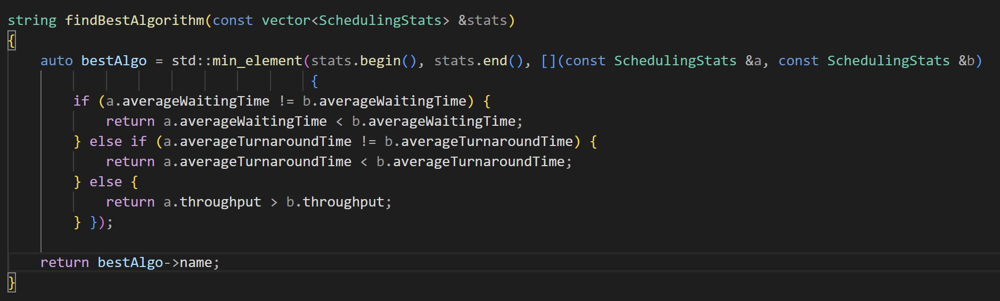 string findBestAlgorithm(const vector<SchedulingStats> &stats)
{
    auto bestAlgo = std::min_element(stats.begin(), stats.end(), [](const SchedulingStats &a, const SchedulingStats &b)
                                     {
        if (a.averageWaitingTime != b.averageWaitingTime) {
            return a.averageWaitingTime < b.averageWaitingTime;
        } else if (a.averageTurnaroundTime != b.averageTurnaroundTime) {
            return a.averageTurnaroundTime < b.averageTurnaroundTime;
        } else {
            return a.throughput > b.throughput;
        } });
    return bestAlgo->name;
}